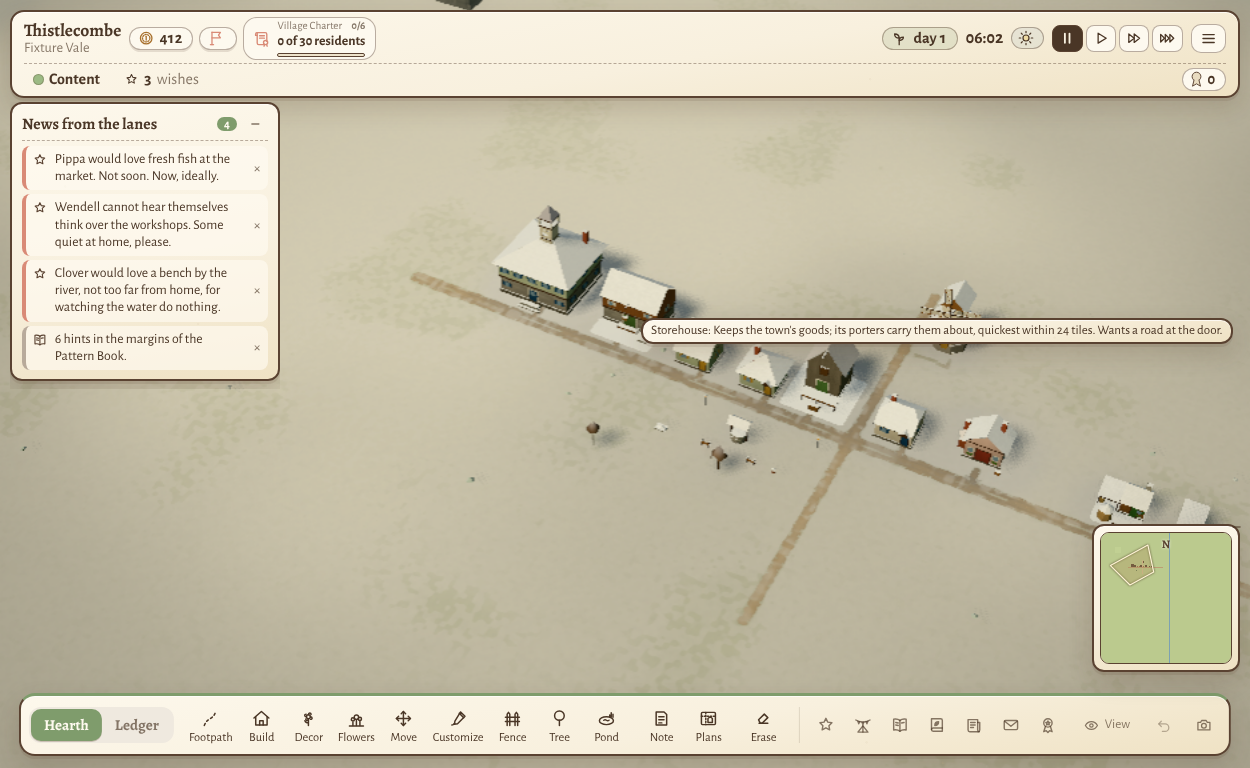 Thistlecombe
Fixture Vale
412
Village Charter 0/6
0 of 30 residents
day 1
06:02
Content
3 wishes
0
News from the lanes
4
Pippa would love fresh fish at the
market. Not soon. Now, ideally.
Wendell cannot hear themselves
think over the workshops. Some
quiet at home, please.
Clover would love a bench by the
river, not too far from home, for
watching the water do nothing.
6 hints in the margins of the
Pattern Book.
Storehouse: Keeps the town's goods; its porters carry them about, quickest within 24 tiles. Wants a road at the door.
N
Hearth
Ledger
Footpath
Build
Decor
Flowers
Move
Customize
Fence
Tree
Pond
Note
Plans
Erase
View